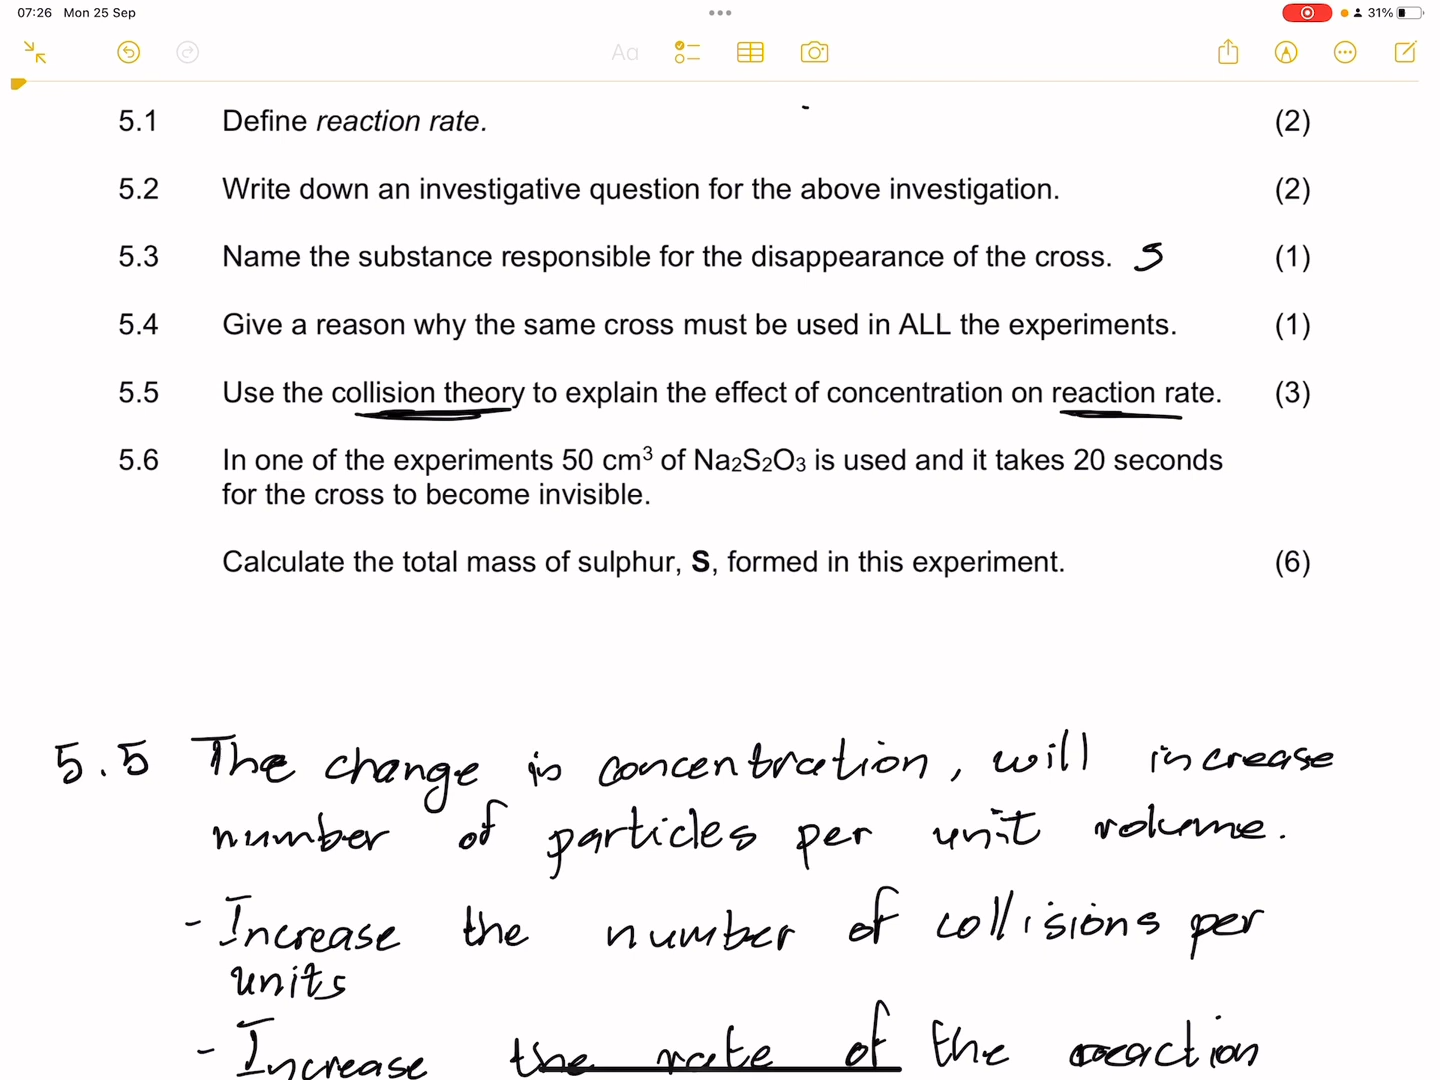 07:26 Mon 25 Sep 31%
Aa
5.1 Define reaction rate. (2)
5.2 Write down an investigative question for the above investigation. (2)
5.3 Name the substance responsible for the disappearance of the cross. S (1)
5.4 Give a reason why the same cross must be used in ALL the experiments. (1)
5.5 Use the collision theory to explain the effect of concentration on reaction rate. (3)
5.6 In one of the experiments 50 cm³ of Na₂S₂O₃ is used and it takes 20 seconds
for the cross to become invisible.
Calculate the total mass of sulphur, S, formed in this experiment. (6)
5.5 The change in concentration, will increase
number of particles per unit volume.
- Increase the number of collisions per
units
- Increase the rate of the reaction